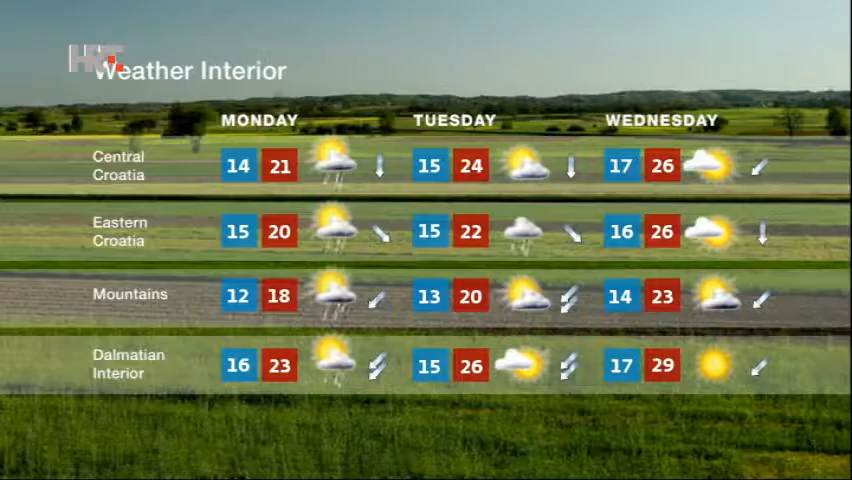 HRT
Weather Interior
MONDAY TUESDAY WEDNESDAY
Central
Croatia
14 21 15 24 17 26
Eastern
Croatia
15 20 15 22 16 26
Mountains
12 18 13 20 14 23
Dalmatian
Interior
16 23 15 26 17 29